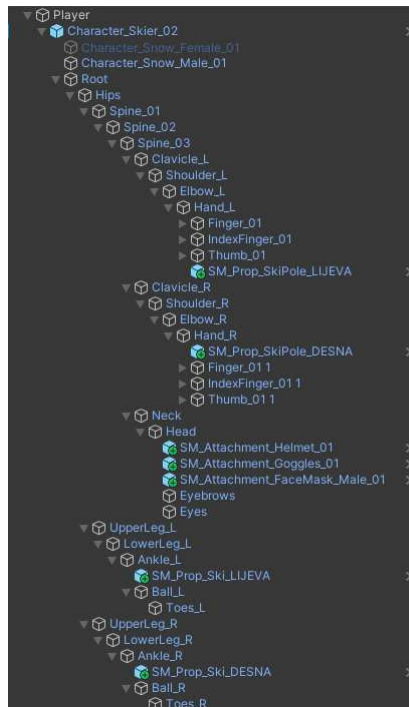 Player
Character_Skier_02
Character_Snow_Female_01
Character_Snow_Male_01
Root
Hips
Spine_01
Spine_02
Spine_03
Clavicle_L
Shoulder_L
Elbow_L
Hand_L
Finger_01
IndexFinger_01
Thumb_01
SM_Prop_SkiPole_LIJEVA
Clavicle_R
Shoulder_R
Elbow_R
Hand_R
SM_Prop_SkiPole_DESNA
Finger_01 1
IndexFinger_01 1
Thumb_01 1
Neck
Head
SM_Attachment_Helmet_01
SM_Attachment_Goggles_01
SM_Attachment_FaceMask_Male_01
Eyebrows
Eyes
UpperLeg_L
LowerLeg_L
Ankle_L
SM_Prop_Ski_LIJEVA
Ball_L
Toes_L
UpperLeg_R
LowerLeg_R
Ankle_R
SM_Prop_Ski_DESNA
Ball_R
Toes_R